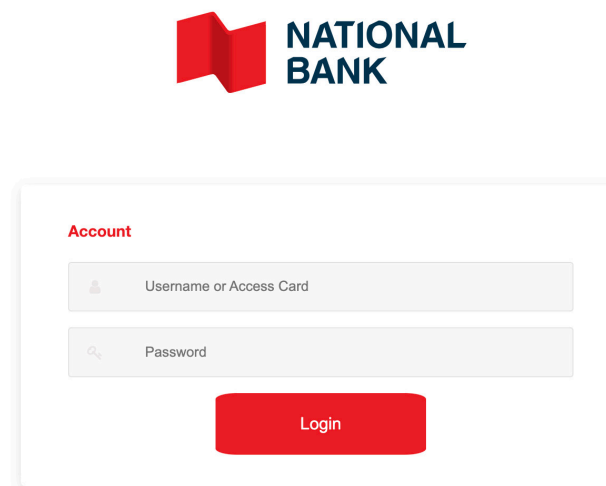 NATIONAL
BANK
Account
Username or Access Card
Password
Login